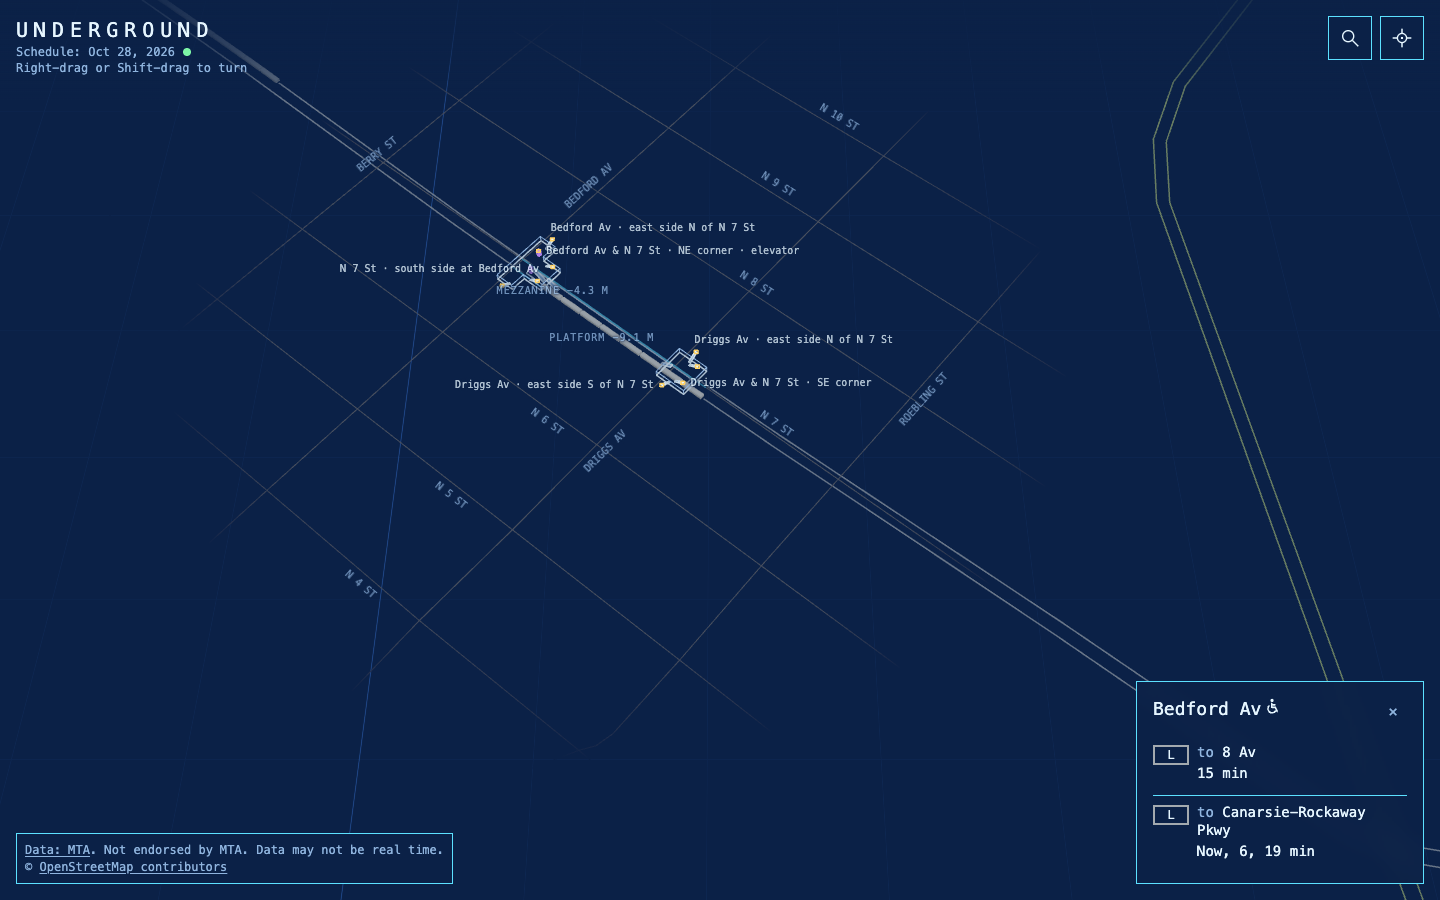 UNDERGROUND
Schedule: Oct 28, 2026
Right-drag or Shift-drag to turn
N 10 ST
BERRY ST
BEDFORD AV
N 9 ST
Bedford Av · east side N of N 7 St
Bedford Av & N 7 St · NE corner · elevator
N 7 St · south side at Bedford Av
N 8 ST
MEZZANINE −4.3 M
PLATFORM −9.1 M
Driggs Av · east side N of N 7 St
Driggs Av · east side S of N 7 St
Driggs Av & N 7 St · SE corner
ROEBLING ST
N 6 ST
N 7 ST
DRIGGS AV
N 5 ST
N 4 ST
Bedford Av
×
L to 8 Av
15 min
L to Canarsie-Rockaway
Pkwy
Now, 6, 19 min
Data: MTA. Not endorsed by MTA. Data may not be real time.
© OpenStreetMap contributors